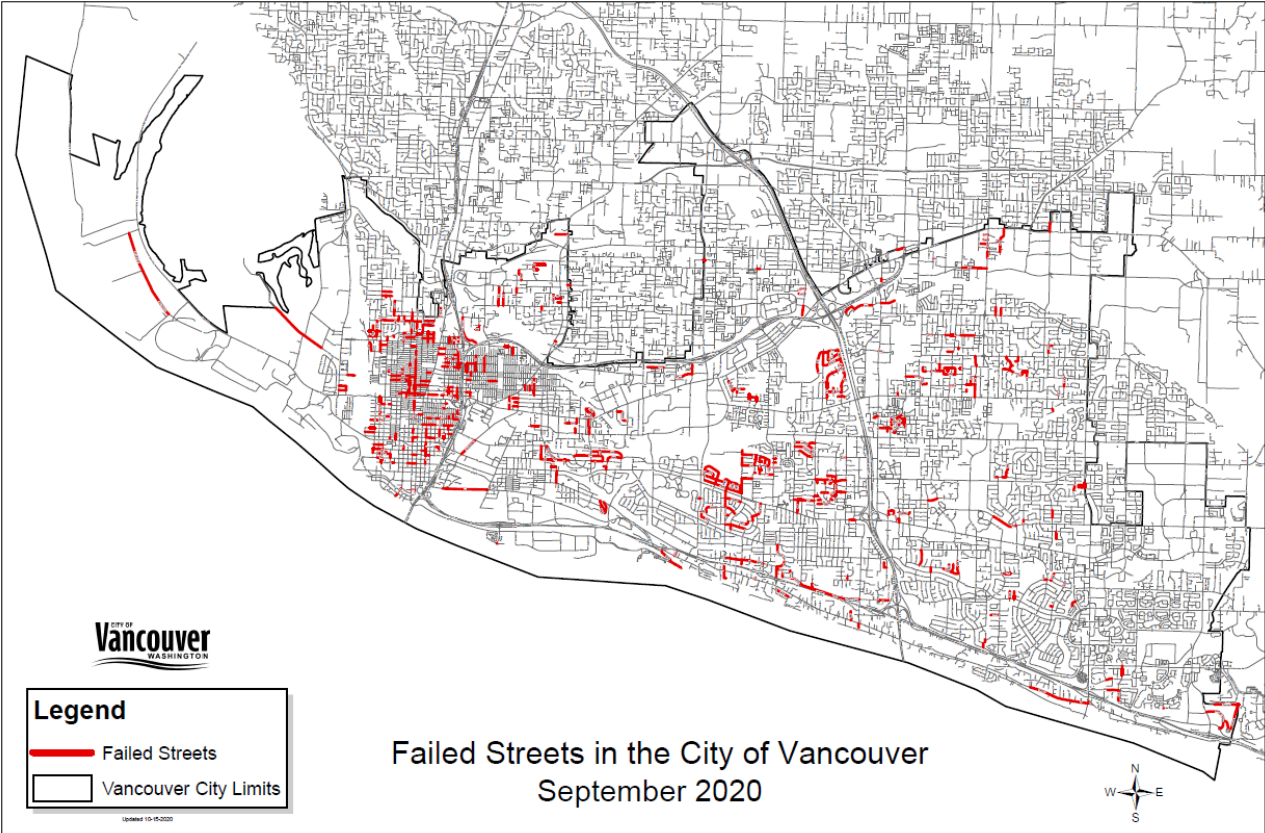 CITY OF
Vancouver
WASHINGTON
Legend
Failed Streets
Vancouver City Limits
Updated 10-15-2020
Failed Streets in the City of Vancouver
September 2020
N
W E
S